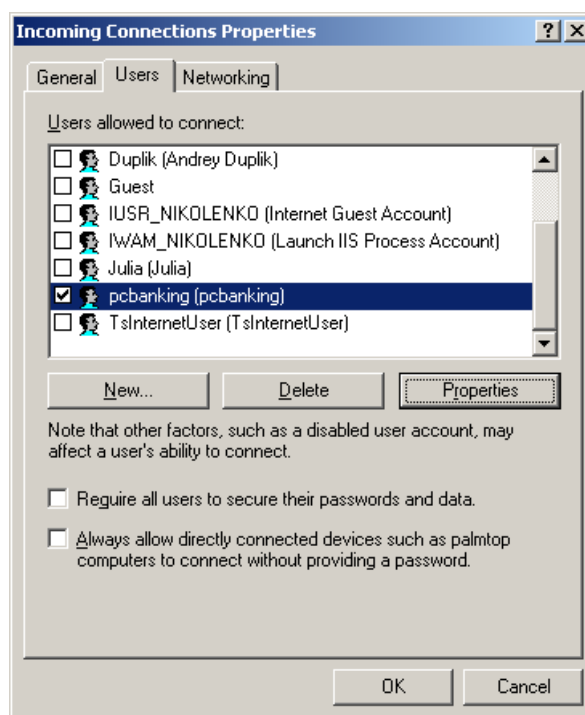 Incoming Connections Properties
General Users Networking
Users allowed to connect:
Duplik (Andrey Duplik)
Guest
IUSR_NIKOLENKO (Internet Guest Account)
IWAM_NIKOLENKO (Launch IIS Process Account)
Julia (Julia)
pcbanking (pcbanking)
TsInternetUser (TsInternetUser)
New... Delete Properties
Note that other factors, such as a disabled user account, may
affect a user's ability to connect.
Require all users to secure their passwords and data.
Always allow directly connected devices such as palmtop
computers to connect without providing a password.
OK Cancel